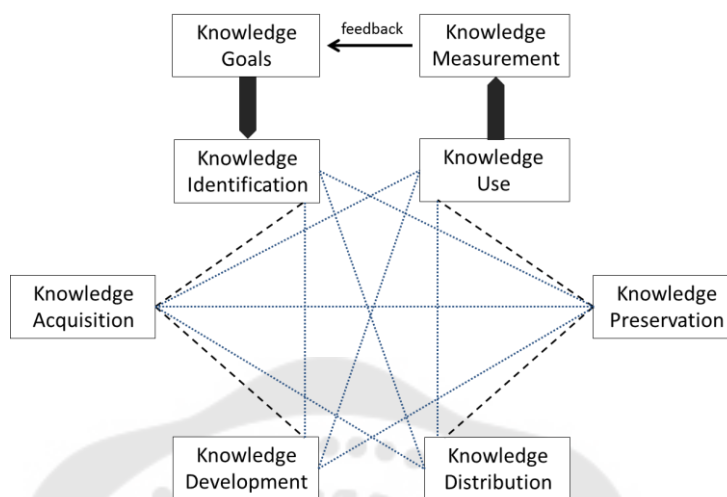 Knowledge
Goals
feedback
Knowledge
Measurement
Knowledge
Identification
Knowledge
Use
Knowledge
Acquisition
Knowledge
Preservation
Knowledge
Development
Knowledge
Distribution